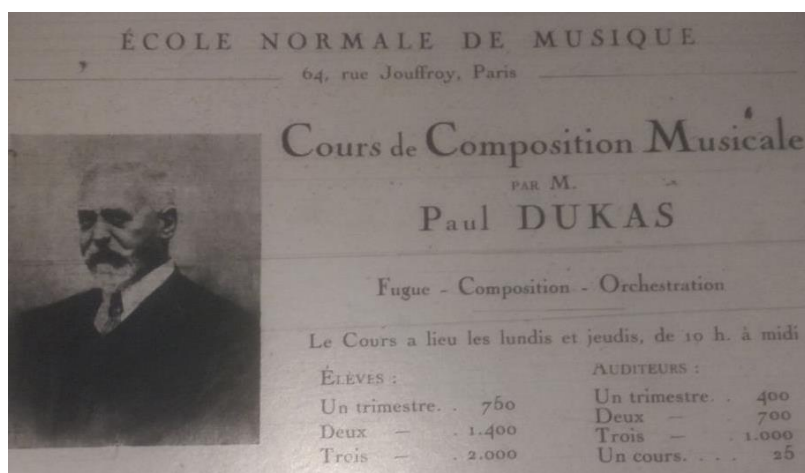 ÉCOLE NORMALE DE MUSIQUE
64, rue Jouffroy, Paris
Cours de Composition Musicale
PAR M.
Paul DUKAS
Fugue - Composition - Orchestration
Le Cours a lieu les lundis et jeudis, de 10 h. à midi
ÉLÈVES :
Un trimestre. . 750
Deux — . 1.400
Trois — . 2.000
AUDITEURS :
Un trimestre. . 400
Deux — 700
Trois — . 1.000
Un cours. . . . 25